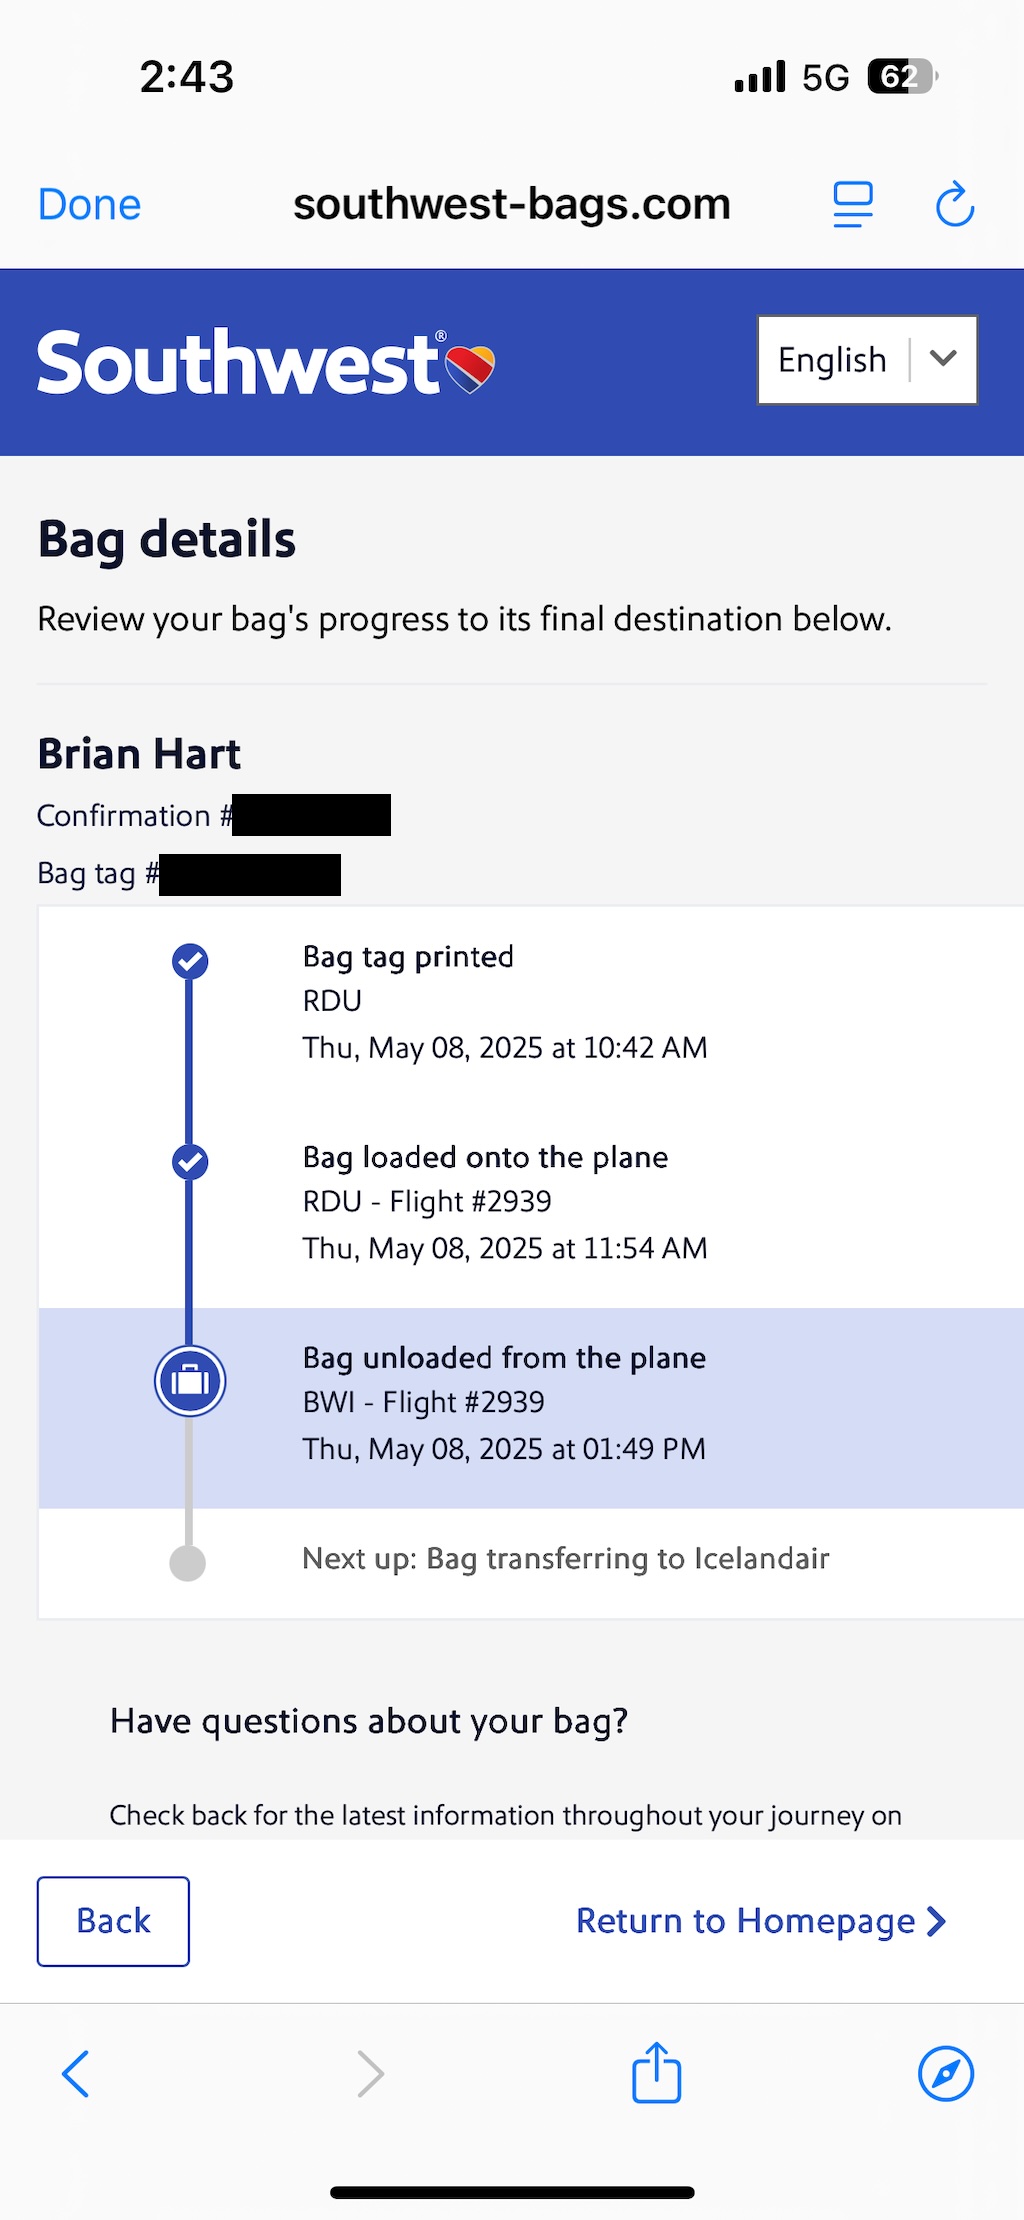 2:43
5G 62
Done southwest-bags.com
Southwest®
English
Bag details
Review your bag's progress to its final destination below.
Brian Hart
Confirmation #
Bag tag #
Bag tag printed
RDU
Thu, May 08, 2025 at 10:42 AM
Bag loaded onto the plane
RDU - Flight #2939
Thu, May 08, 2025 at 11:54 AM
Bag unloaded from the plane
BWI - Flight #2939
Thu, May 08, 2025 at 01:49 PM
Next up: Bag transferring to Icelandair
Have questions about your bag?
Check back for the latest information throughout your journey on
Back
Return to Homepage